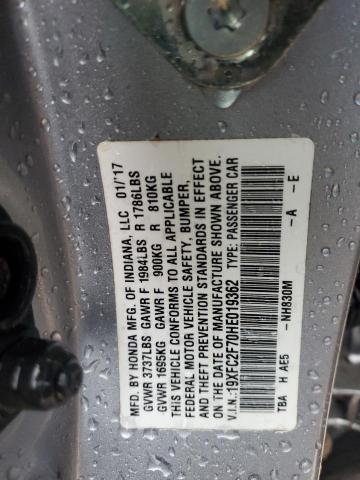 MFD. BY HONDA MFG. OF INDIANA, LLC 01/'17
GVWR 3737LBS GAWR F 1984LBS R 1786LBS
GVWR 1695KG GAWR F 900KG R 810KG
THIS VEHICLE CONFORMS TO ALL APPLICABLE
FEDERAL MOTOR VEHICLE SAFETY, BUMPER,
AND THEFT PREVENTION STANDARDS IN EFFECT
ON THE DATE OF MANUFACTURE SHOWN ABOVE.
V.I.N.: 19XFC2F70HE019362 TYPE: PASSENGER CAR
TBA H AE5 -NH830M -A -E